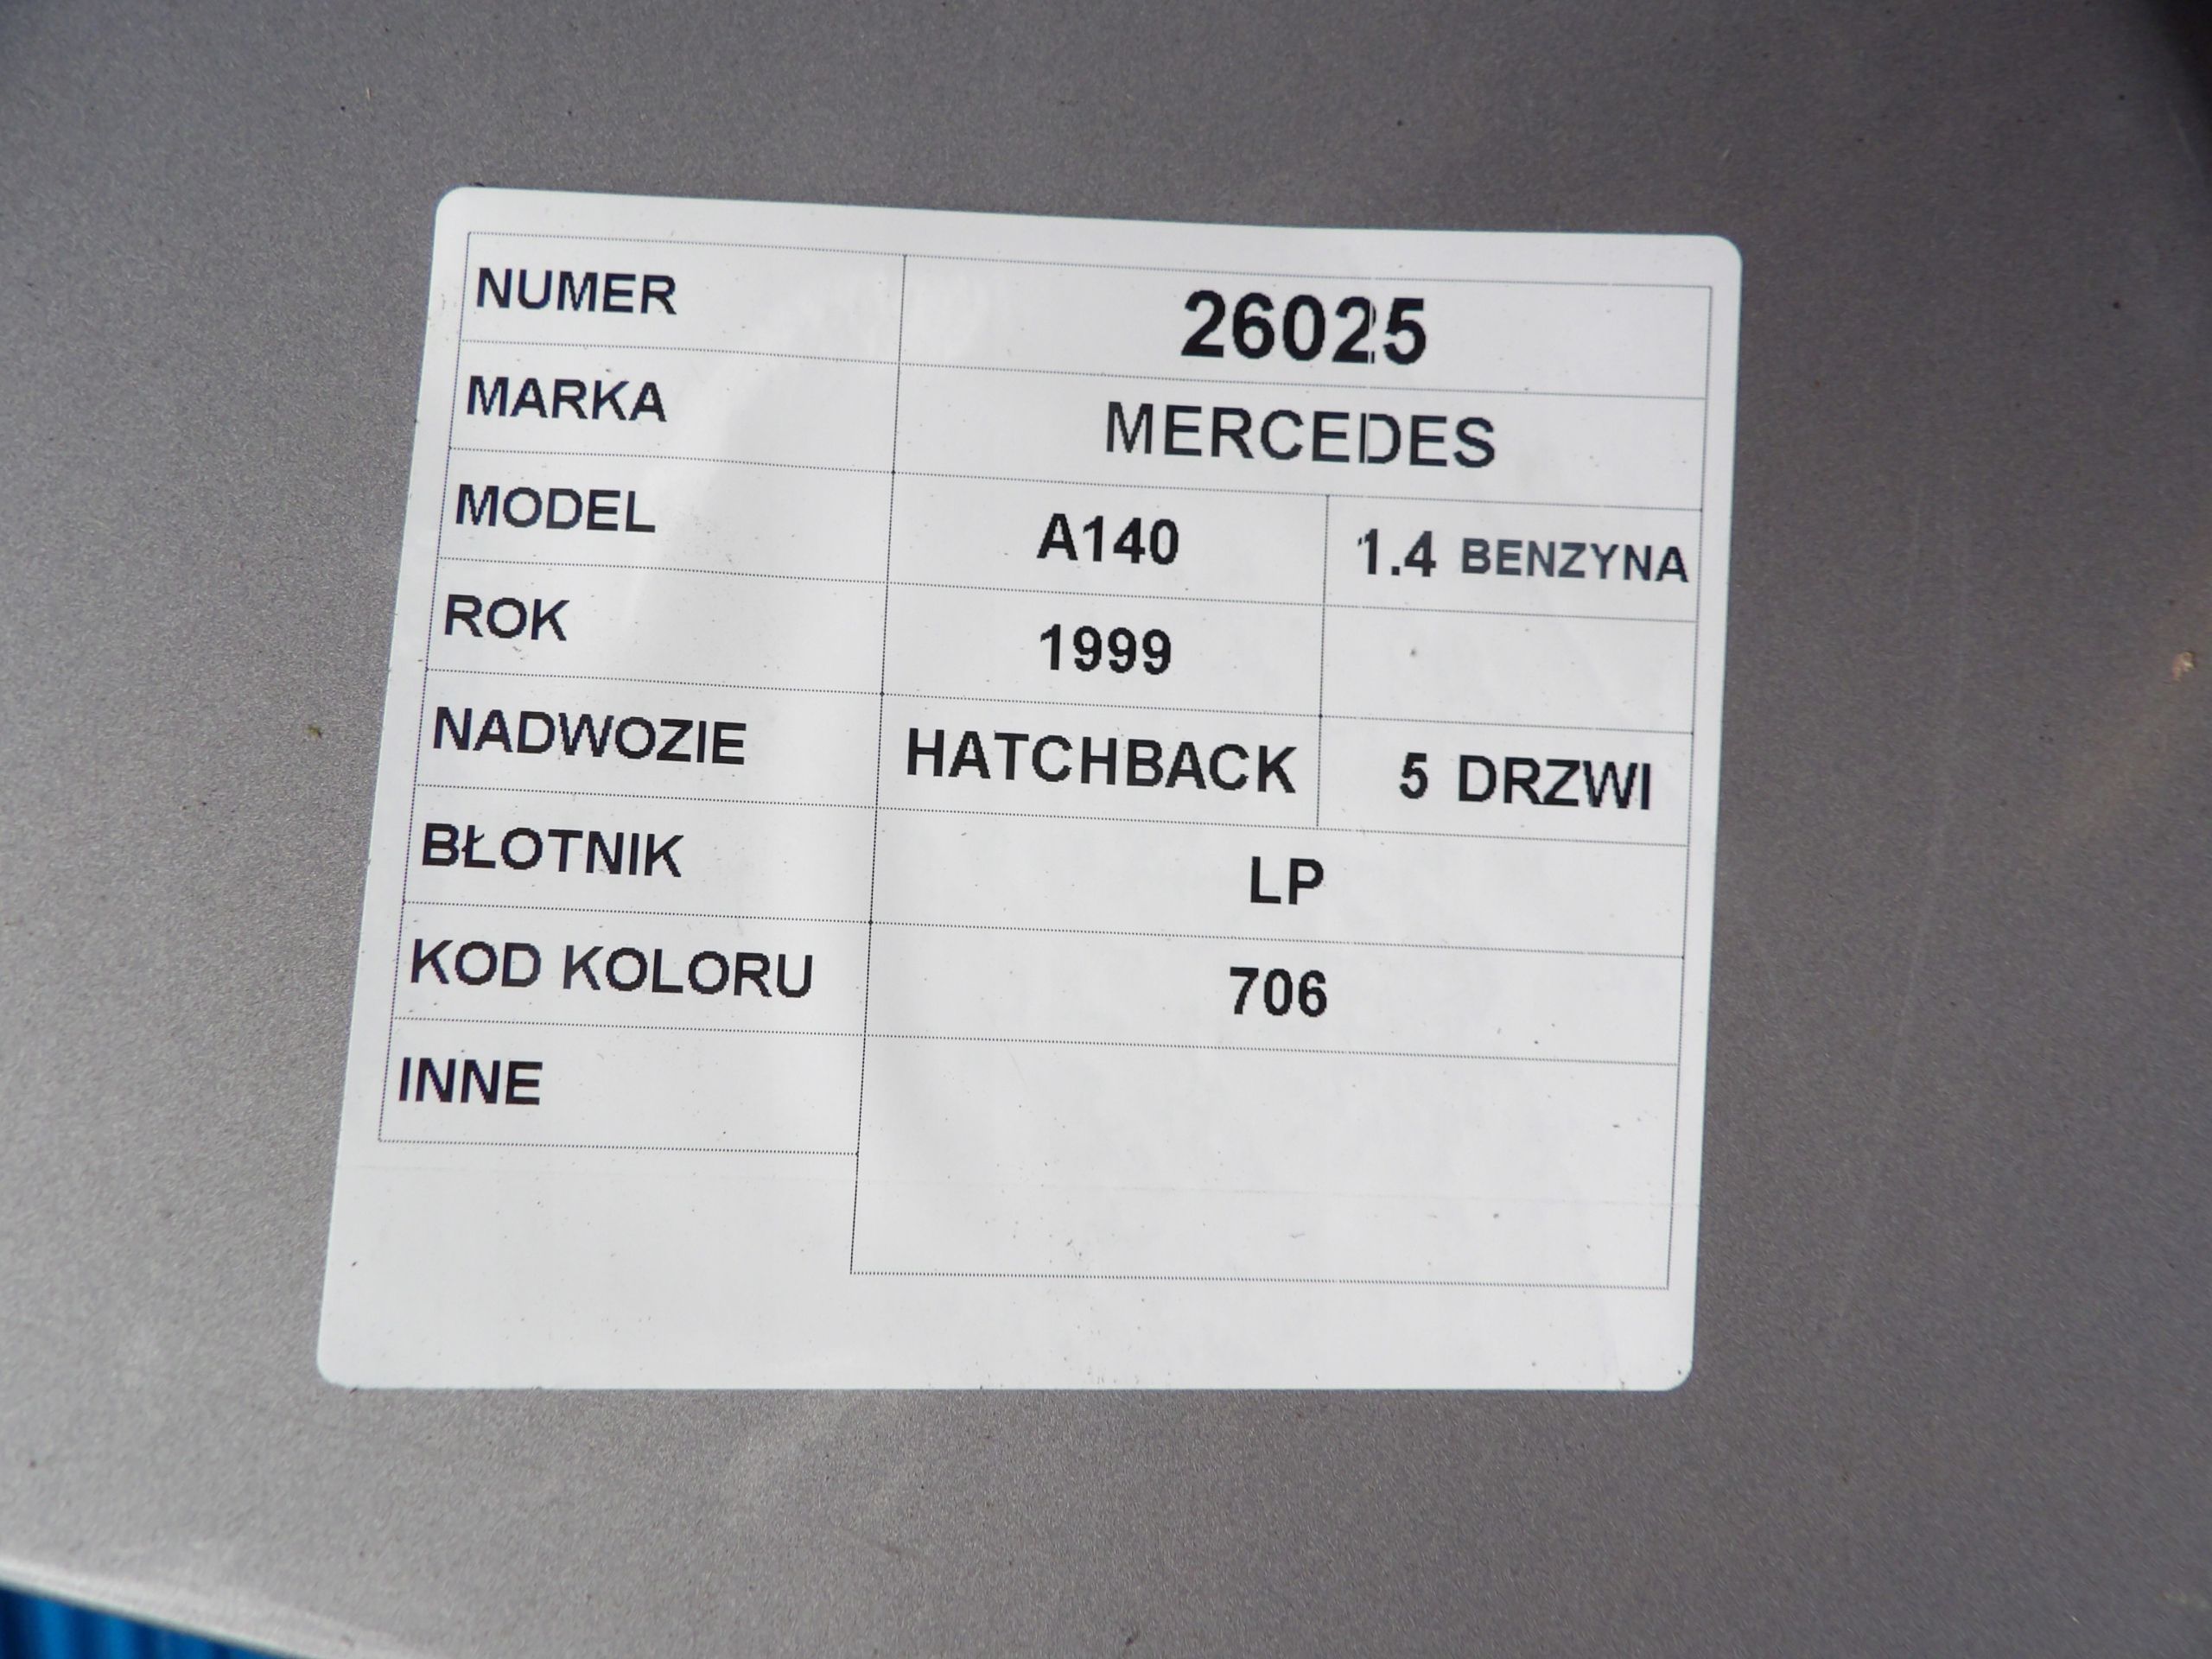 NUMER 26025
MARKA MERCEDES
MODEL A140 1.4 BENZYNA
ROK 1999
NADWOZIE HATCHBACK 5 DRZWI
BŁOTNIK LP
KOD KOLORU 706
INNE